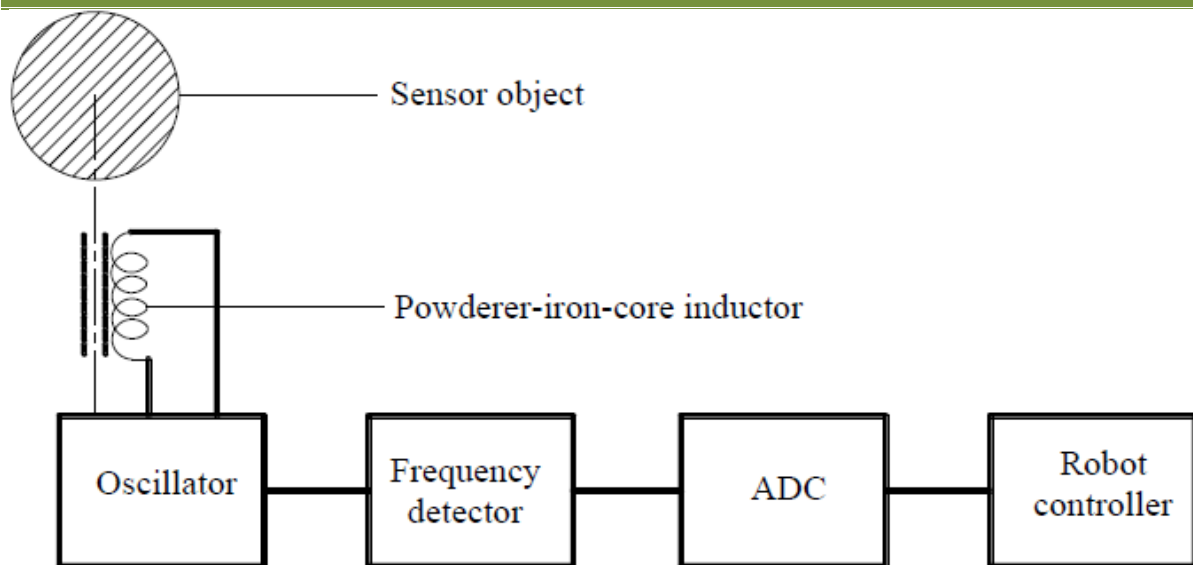 Sensor object
Powderer-iron-core inductor
Oscillator
Frequency
detector
ADC
Robot
controller